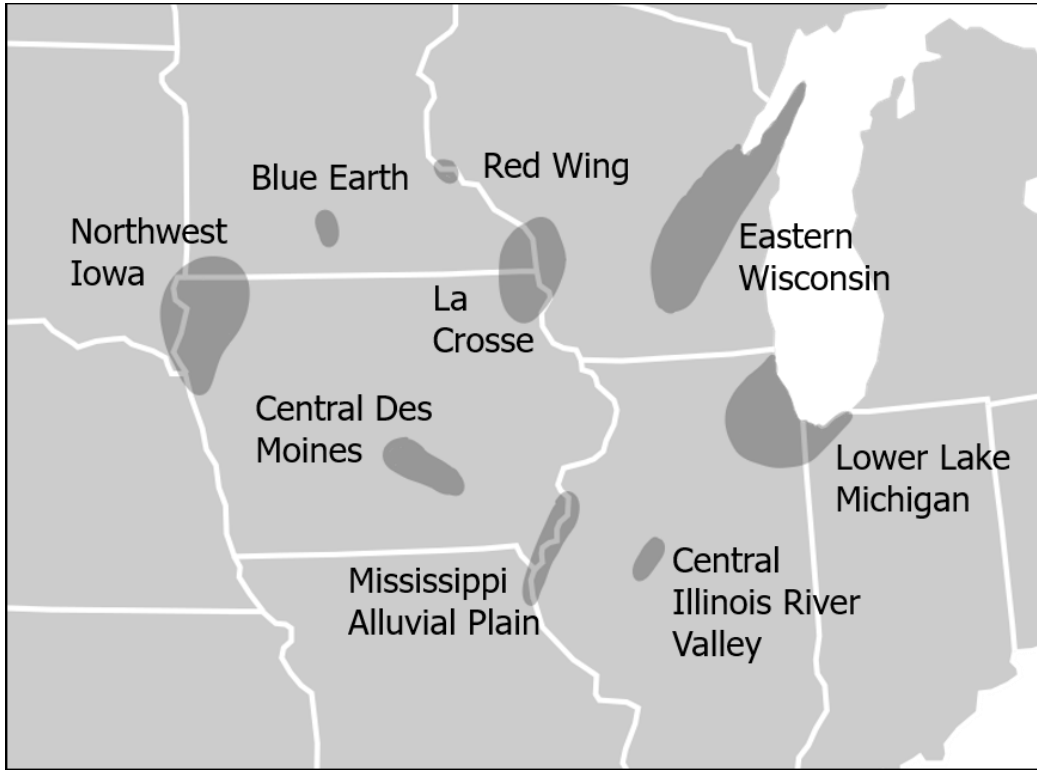 Blue Earth
Red Wing
Northwest
Iowa
Eastern
Wisconsin
La
Crosse
Central Des
Moines
Lower Lake
Michigan
Mississippi
Alluvial Plain
Central
Illinois River
Valley